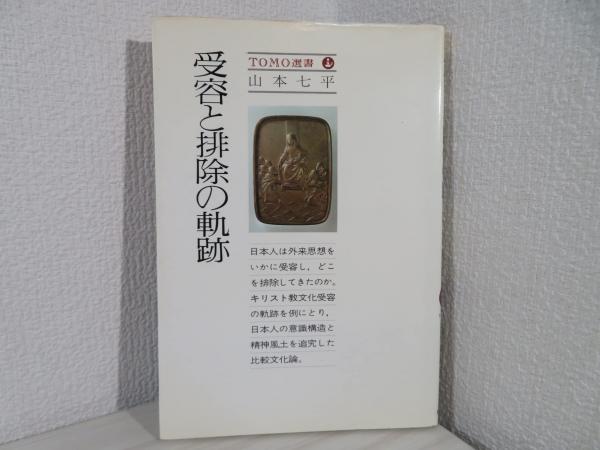 受容と排除の軌跡
TOMO選書
山本七平
日本人は外来思想を
いかに受容し、どこ
を排除してきたのか。
キリスト教文化受容
の軌跡を例にとり、
日本人の意識構造と
精神風土を追究した
比較文化論。